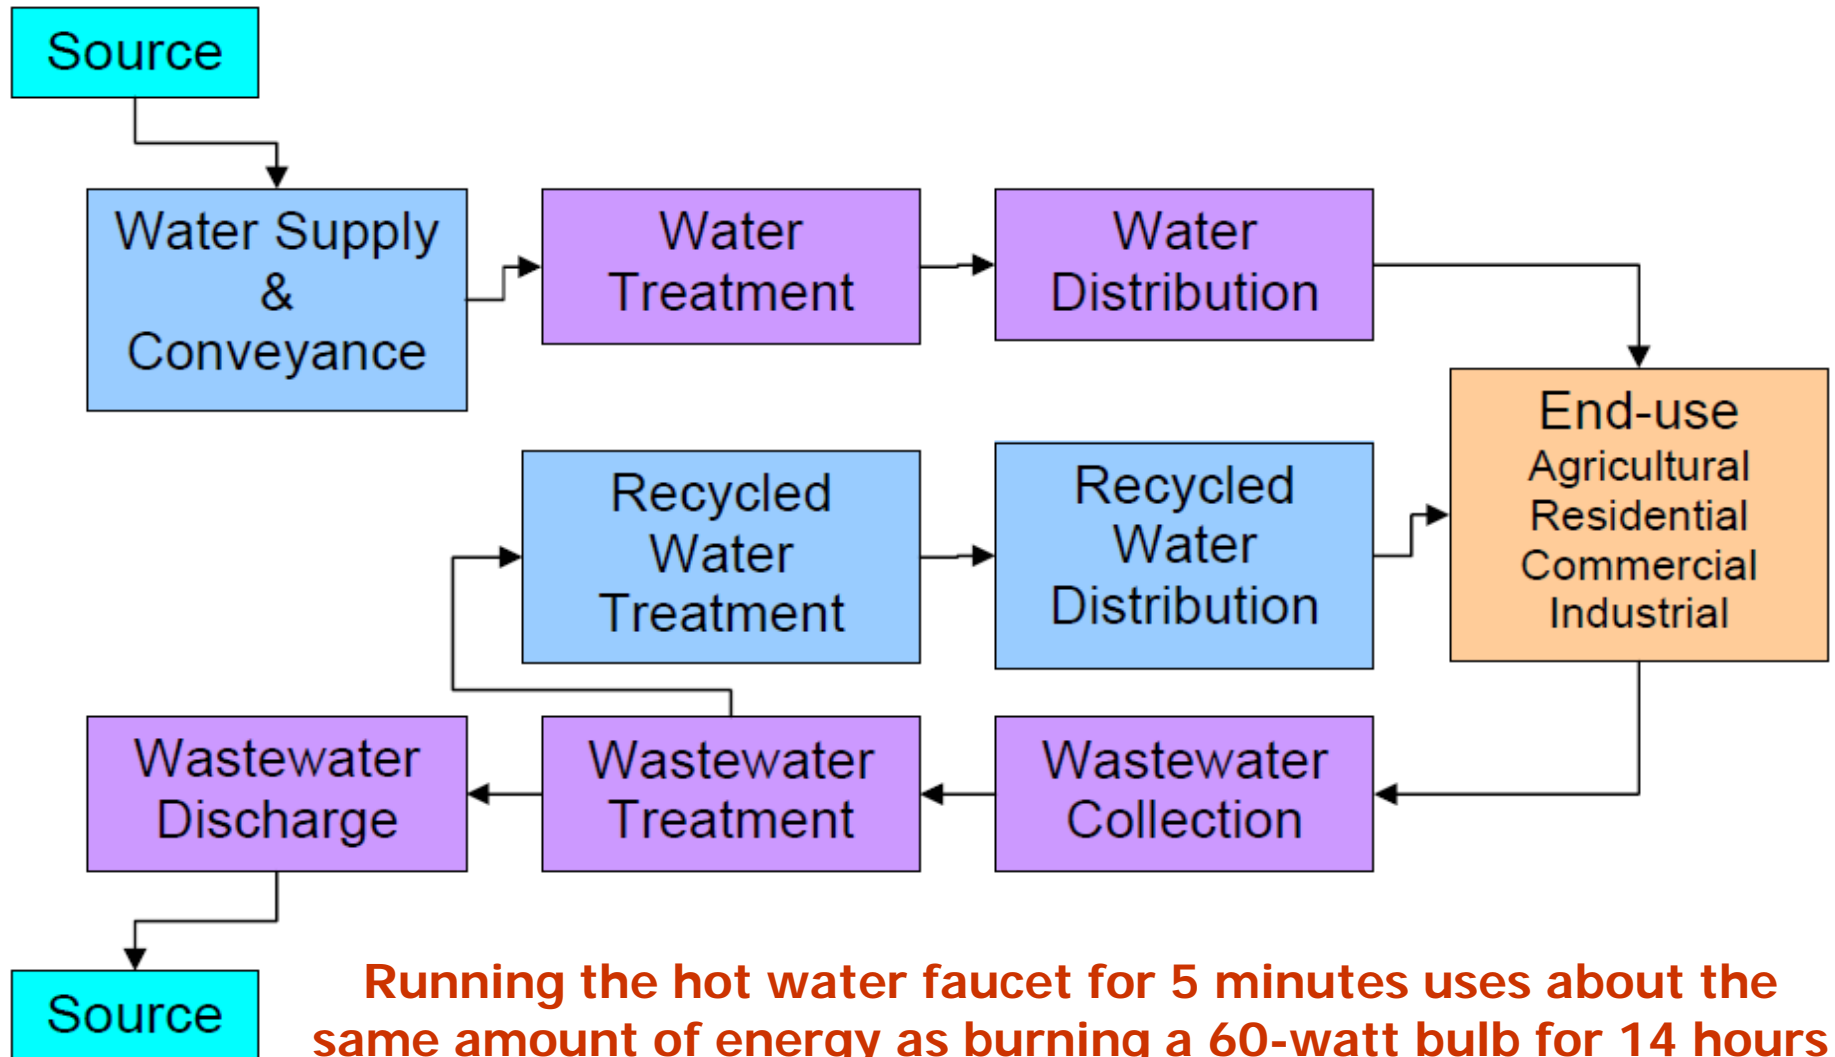 Source
Water Supply
&
Conveyance
Water
Treatment
Water
Distribution
End-use
Agricultural
Residential
Commercial
Industrial
Recycled
Water
Treatment
Recycled
Water
Distribution
Wastewater
Discharge
Wastewater
Treatment
Wastewater
Collection
Source
Running the hot water faucet for 5 minutes uses about the
same amount of energy as burning a 60-watt bulb for 14 hours